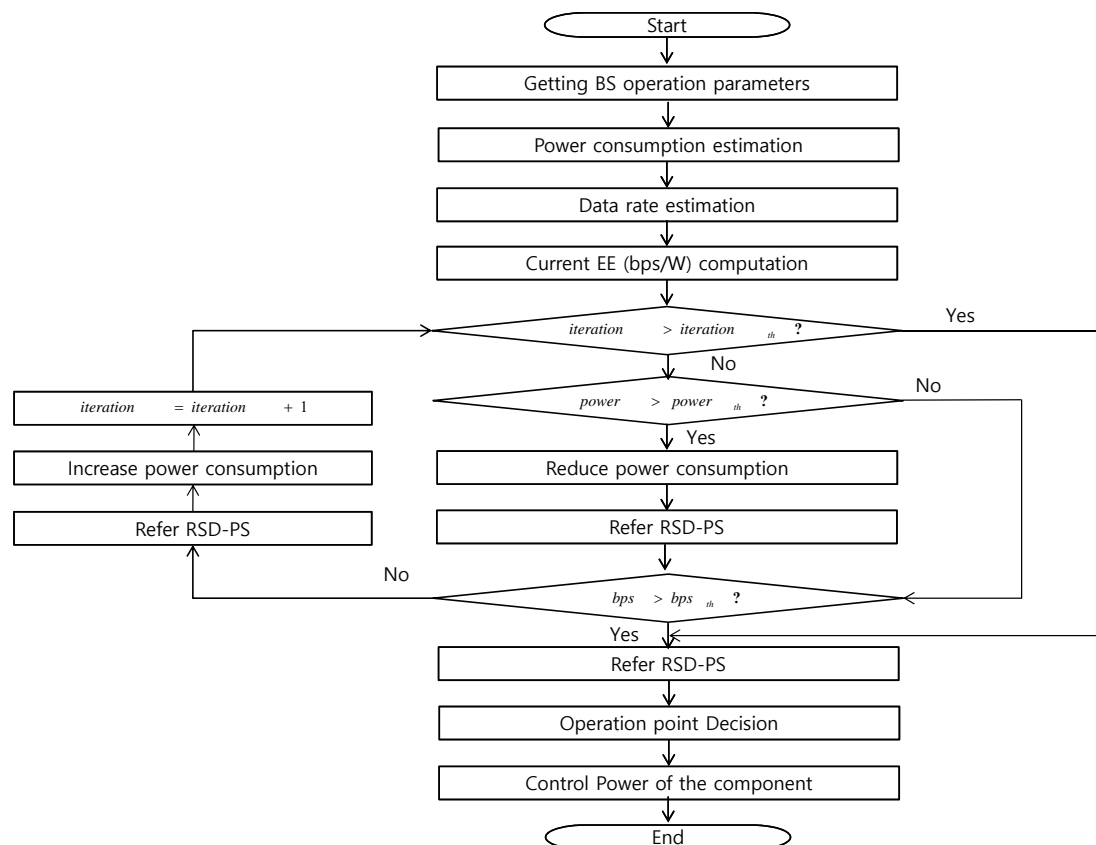 Start
Getting BS operation parameters
Power consumption estimation
Data rate estimation
Current EE (bps/W) computation
iteration > iteration th ?
Yes
No
power > power th ?
No
Yes
iteration = iteration + 1
Increase power consumption
Reduce power consumption
Refer RSD-PS
Refer RSD-PS
No
bps > bps th ?
Yes
Refer RSD-PS
Operation point Decision
Control Power of the component
End